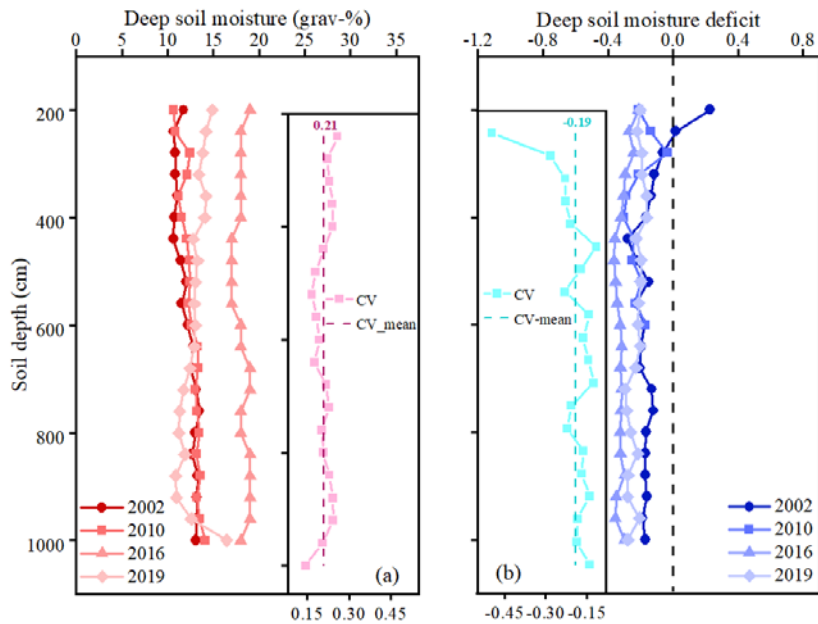 Deep soil moisture (grav-%)
0 5 10 15 20 25 30 35
Soil depth (cm)
200
400
600
800
1000
0.21
CV
CV_mean
2002
2010
2016
2019
(a)
0.15 0.30 0.45
Deep soil moisture deficit
-1.2 -0.8 -0.4 0.0 0.4 0.8
-0.19
CV
CV-mean
2002
2010
2016
2019
(b)
-0.45 -0.30 -0.15